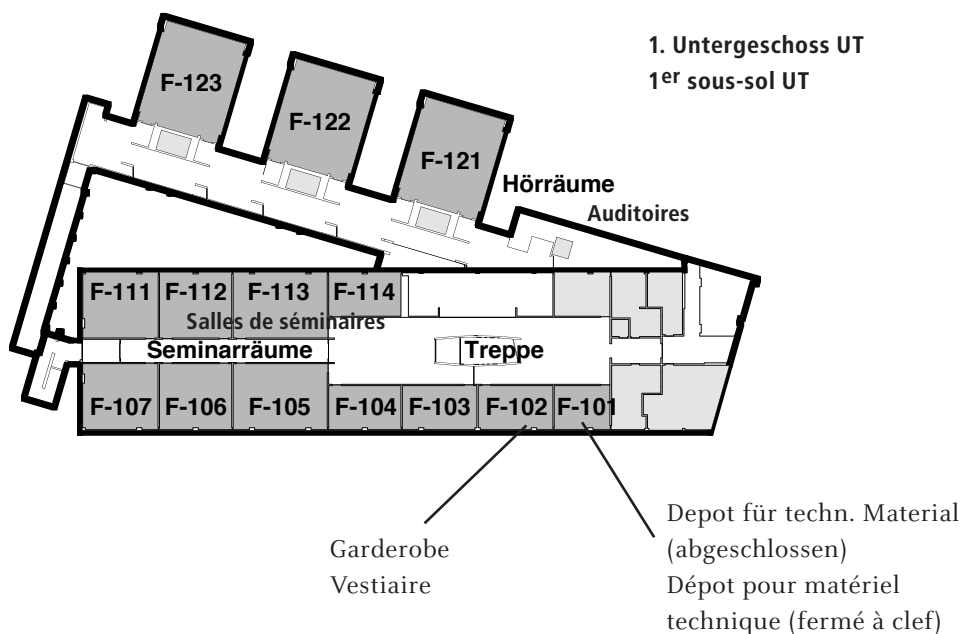 1. Untergeschoss UT
1er sous-sol UT
F-123
F-122
F-121
Hörräume
Auditoires
F-111 F-112 F-113 F-114
Salles de séminaires
Seminarräume Treppe
F-107 F-106 F-105 F-104 F-103 F-102 F-101
Garderobe
Vestiaire
Depot für techn. Material
(abgeschlossen)
Dépôt pour matériel
technique (fermé à clef)